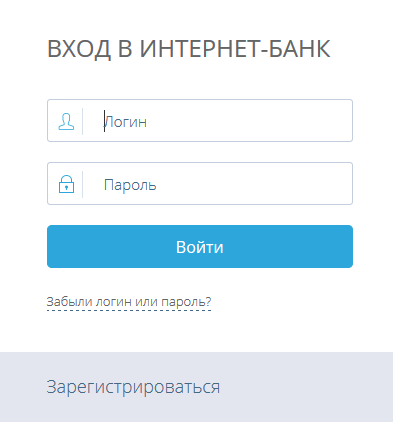 ВХОД В ИНТЕРНЕТ-БАНК
Логин
Пароль
Войти
Забыли логин или пароль?
Зарегистрироваться